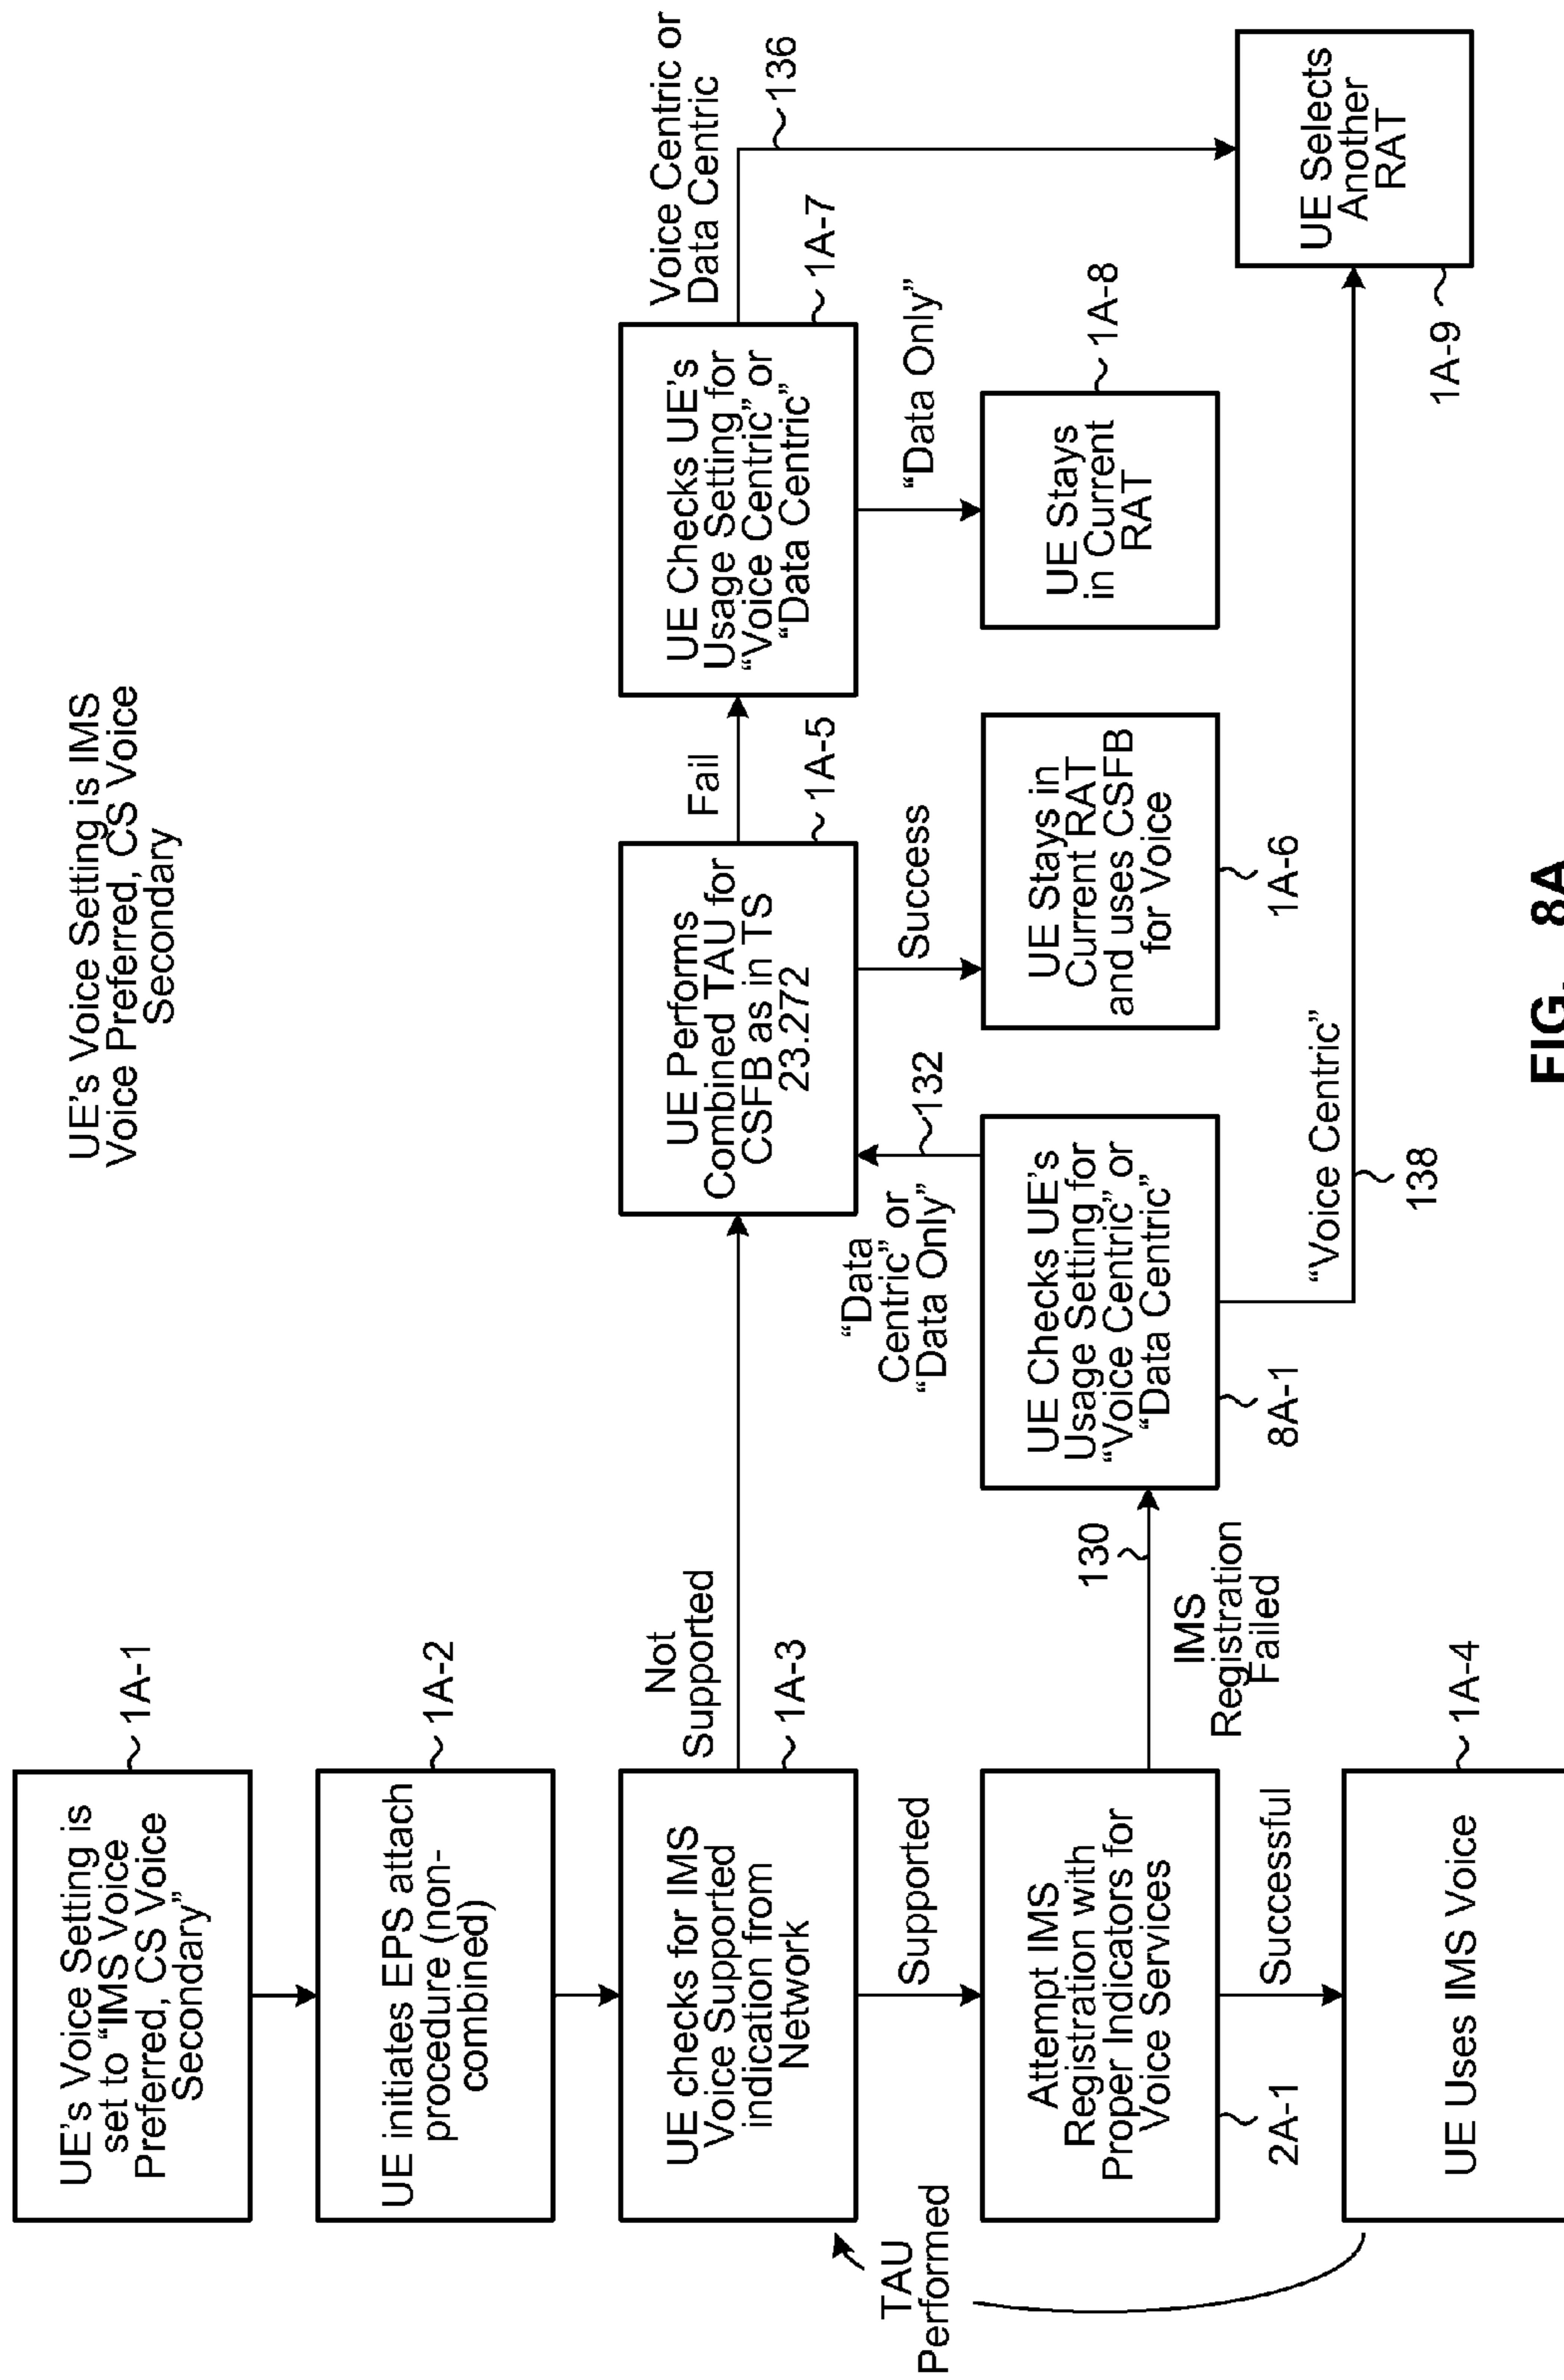 UE's Voice Setting is IMS
Voice Preferred, CS Voice
Secondary
UE's Voice Setting is
set to “IMS Voice
Preferred, CS Voice
Secondary”
1A-1
UE initiates EPS attach
procedure (non-
combined)
1A-2
UE checks for IMS
Voice Supported
indication from
Network
1A-3
Not
Supported
UE Performs
Combined TAU for
CSFB as in TS
23.272
1A-5
Fail
UE Checks UE's
Usage Setting for
“Voice Centric” or
“Data Centric”
1A-7
Voice Centric or
Data Centric
136
TAU
Performed
Supported
“Data
Centric” or
“Data Only”
132
Success
“Data Only”
Attempt IMS
Registration with
Proper Indicators for
Voice Services
2A-1
130
IMS
Registration
Failed
UE Checks UE's
Usage Setting for
“Voice Centric” or
“Data Centric”
8A-1
UE Stays in
Current RAT
and uses CSFB
for Voice
1A-6
UE Stays
in Current
RAT
1A-8
Successful
“Voice Centric”
138
UE Selects
Another
RAT
1A-9
UE Uses IMS Voice
1A-4
FIG. 8A